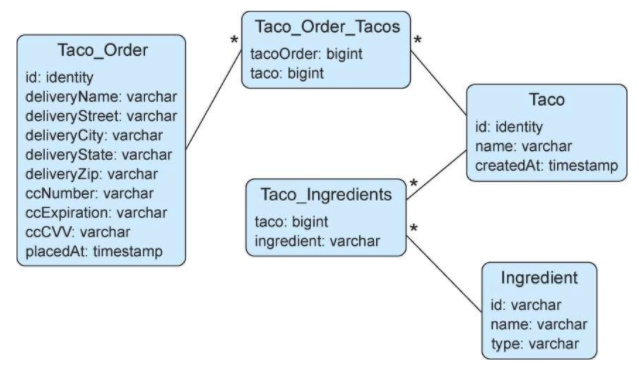 Taco_Order
id: identity
deliveryName: varchar
deliveryStreet: varchar
deliveryCity: varchar
deliveryState: varchar
deliveryZip: varchar
ccNumber: varchar
ccExpiration: varchar
ccCVV: varchar
placedAt: timestamp
*
Taco_Order_Tacos
tacoOrder: bigint
taco: bigint
*
Taco
id: identity
name: varchar
createdAt: timestamp
Taco_Ingredients
taco: bigint
ingredient: varchar
*
*
Ingredient
id: varchar
name: varchar
type: varchar